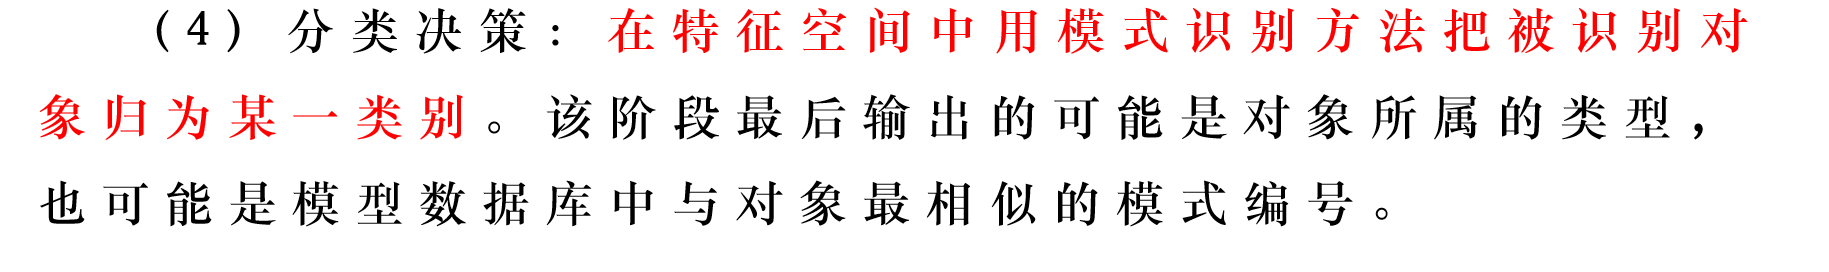 (4) 分类决策: 在特征空间中用模式识别方法把被识别对
象归为某一类别。该阶段最后输出的可能是对象所属的类型,
也可能是模型数据库中与对象最相似的模式编号。